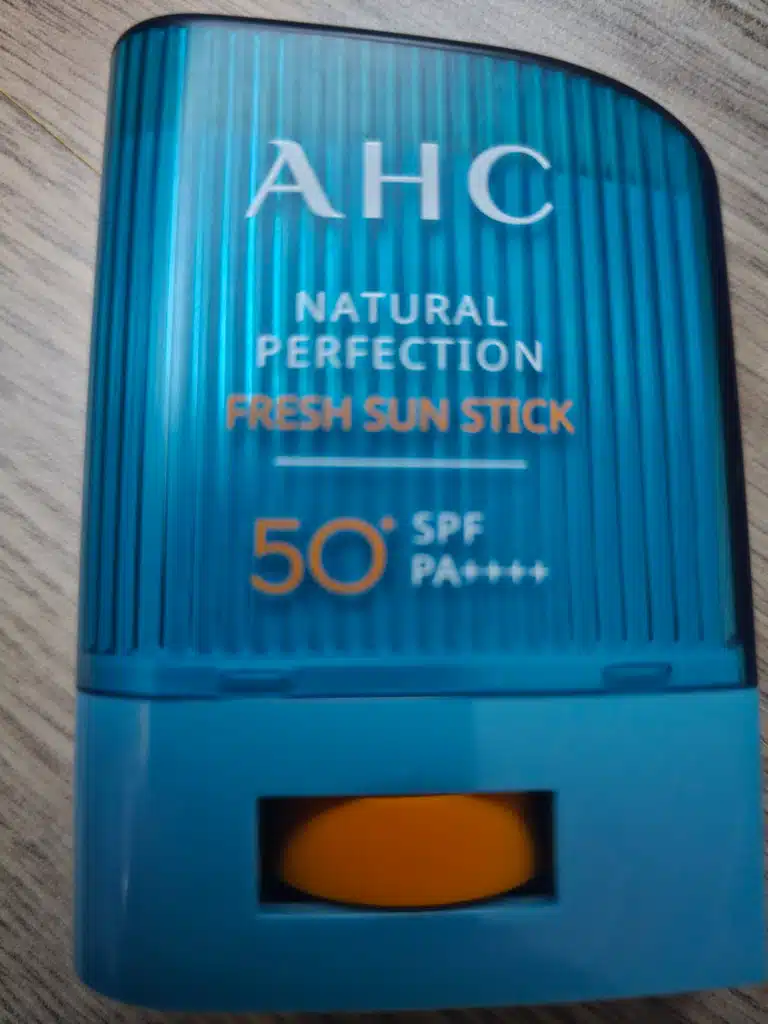 AHC
NATURAL
PERFECTION
FRESH SUN STICK
50+ SPF
PA++++